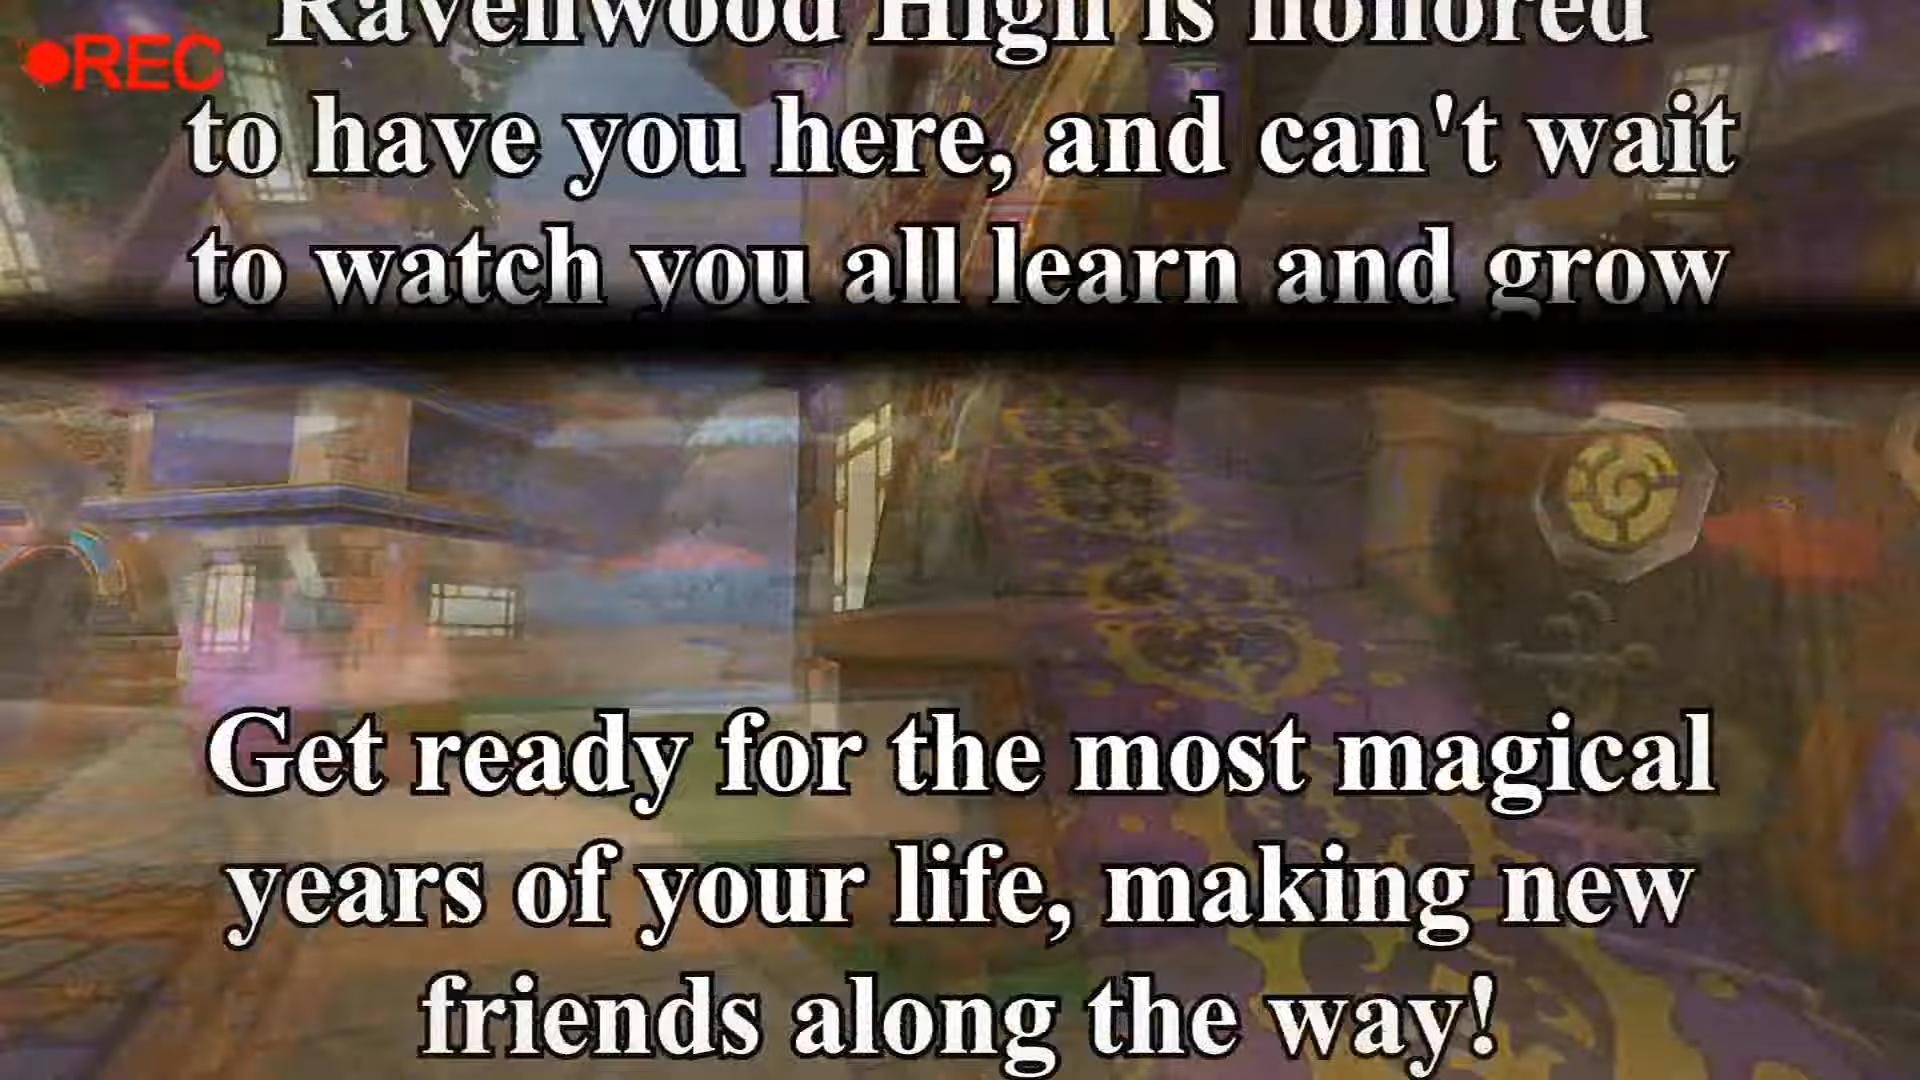 Ravenwood High is honored
REC
to have you here, and can't wait
to watch you all learn and grow
Get ready for the most magical
years of your life, making new
friends along the way!